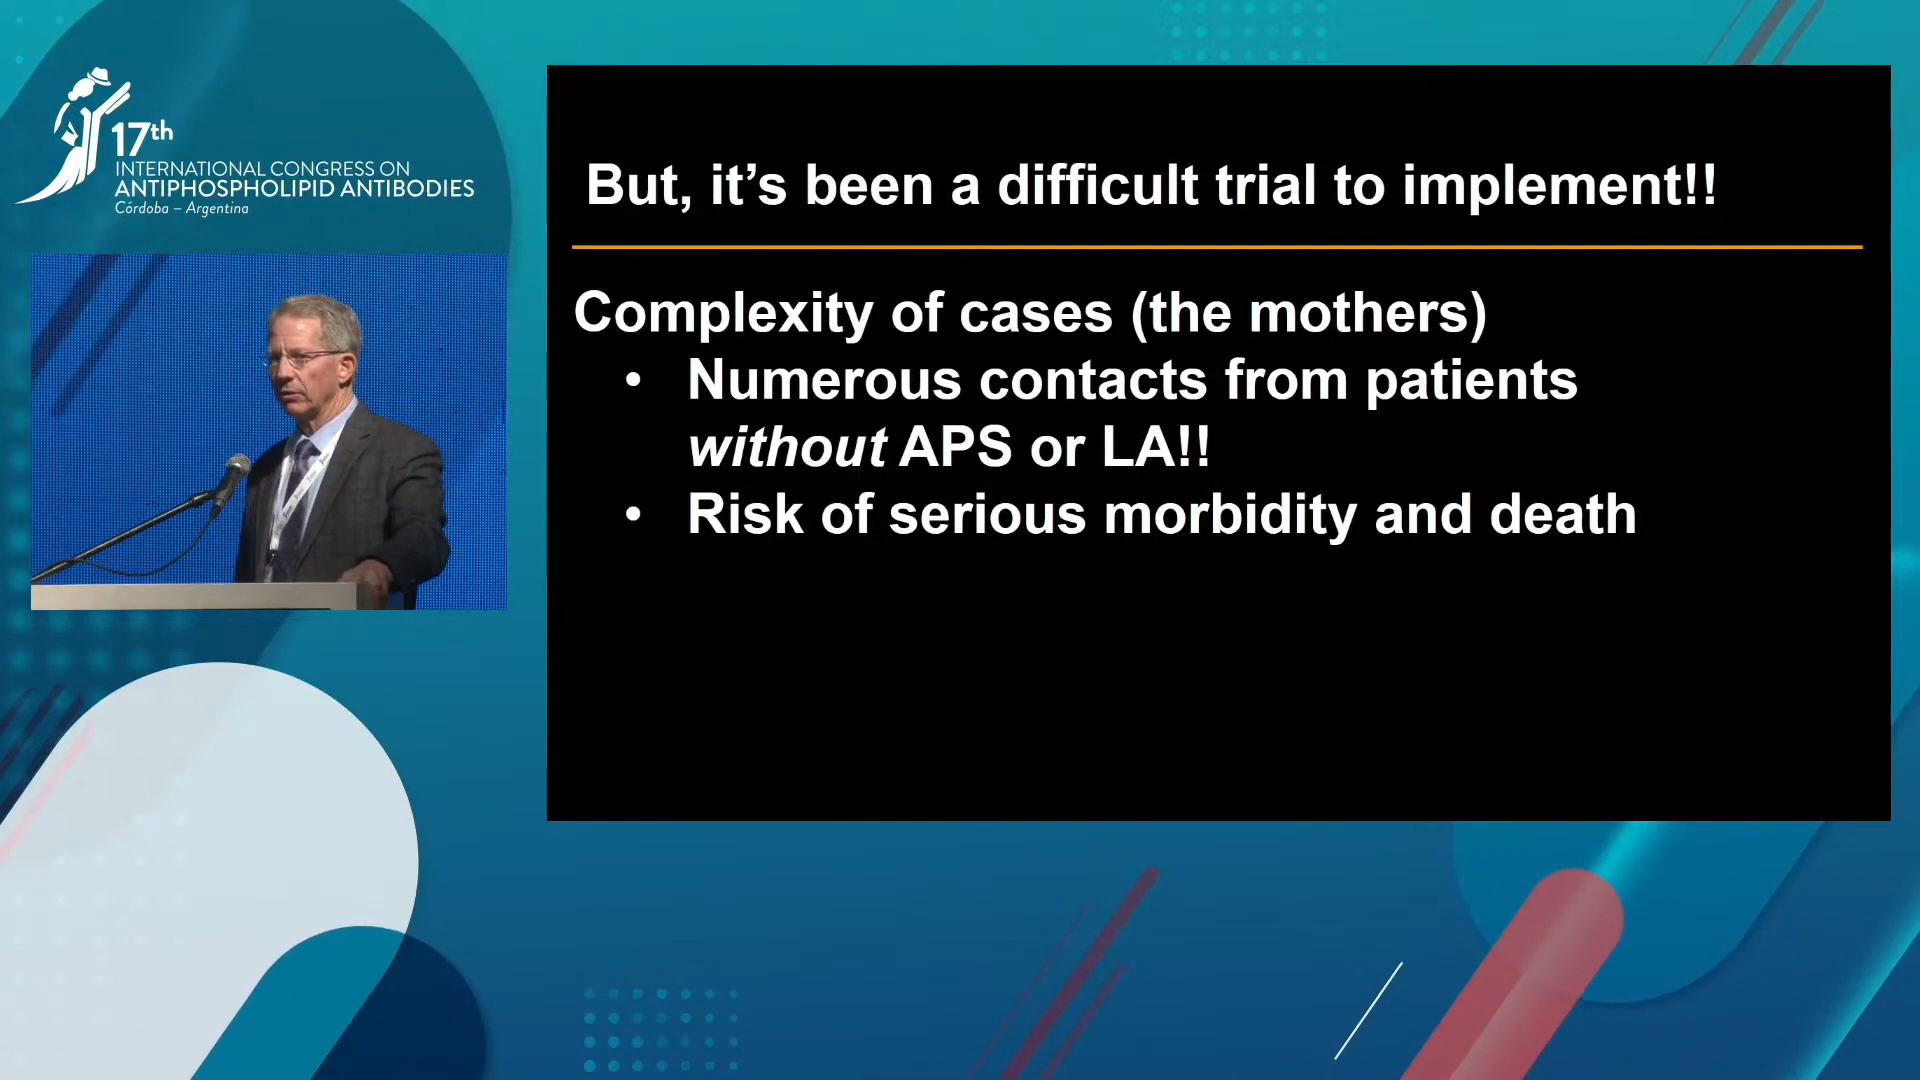 17th
INTERNATIONAL CONGRESS ON
ANTIPHOSPHOLIPID ANTIBODIES
Córdoba – Argentina
But, it’s been a difficult trial to implement!!
Complexity of cases (the mothers)
• Numerous contacts from patients
without APS or LA!!
• Risk of serious morbidity and death